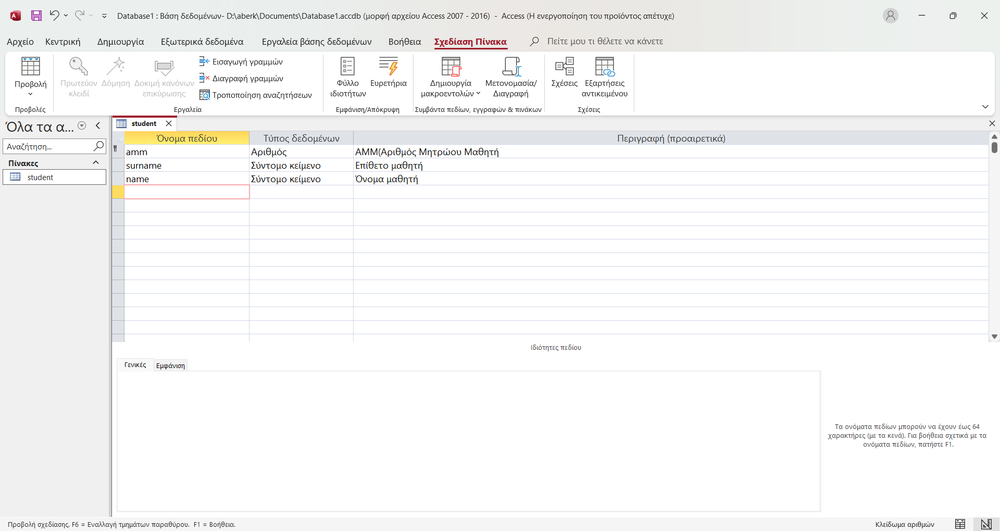 Database1 : Βάση δεδομένων- D:\aberk\Documents\Database1.accdb (μορφή αρχείου Access 2007 - 2016)  -  Access (Η ενεργοποίηση του προϊόντος απέτυχε)
Αρχείο Κεντρική Δημιουργία Εξωτερικά δεδομένα Εργαλεία βάσης δεδομένων Βοήθεια Σχεδίαση Πίνακα Πείτε μου τι θέλετε να κάνετε
Προβολή
Προβολές
Πρωτεύον
κλειδί
Δόμηση
Δοκιμή κανόνων
επικύρωσης
Εισαγωγή γραμμών
Διαγραφή γραμμών
Τροποποίηση αναζητήσεων
Εργαλεία
Φύλλο
ιδιοτήτων
Ευρετήρια
Εμφάνιση/Απόκρυψη
Δημιουργία
μακροεντολών
Μετονομασία/
Διαγραφή
Συμβάντα πεδίων, εγγραφών & πινάκων
Σχέσεις
Εξαρτήσεις
αντικειμένου
Σχέσεις
Όλα τα α...
Αναζήτηση...
Πίνακες
student
student
Όνομα πεδίου Τύπος δεδομένων Περιγραφή (προαιρετικά)
amm Αριθμός ΑΜΜ(Αριθμός Μητρώου Μαθητή
surname Σύντομο κείμενο Επίθετο μαθητή
name Σύντομο κείμενο Όνομα μαθητή
Ιδιότητες πεδίου
Γενικές Εμφάνιση
Τα ονόματα πεδίων μπορούν να έχουν έως 64
χαρακτήρες (με τα κενά). Για βοήθεια σχετικά με τα
ονόματα πεδίων, πατήστε F1.
Προβολή σχεδίασης. F6 = Εναλλαγή τμημάτων παραθύρου.  F1 = Βοήθεια. Κλείδωμα αριθμών